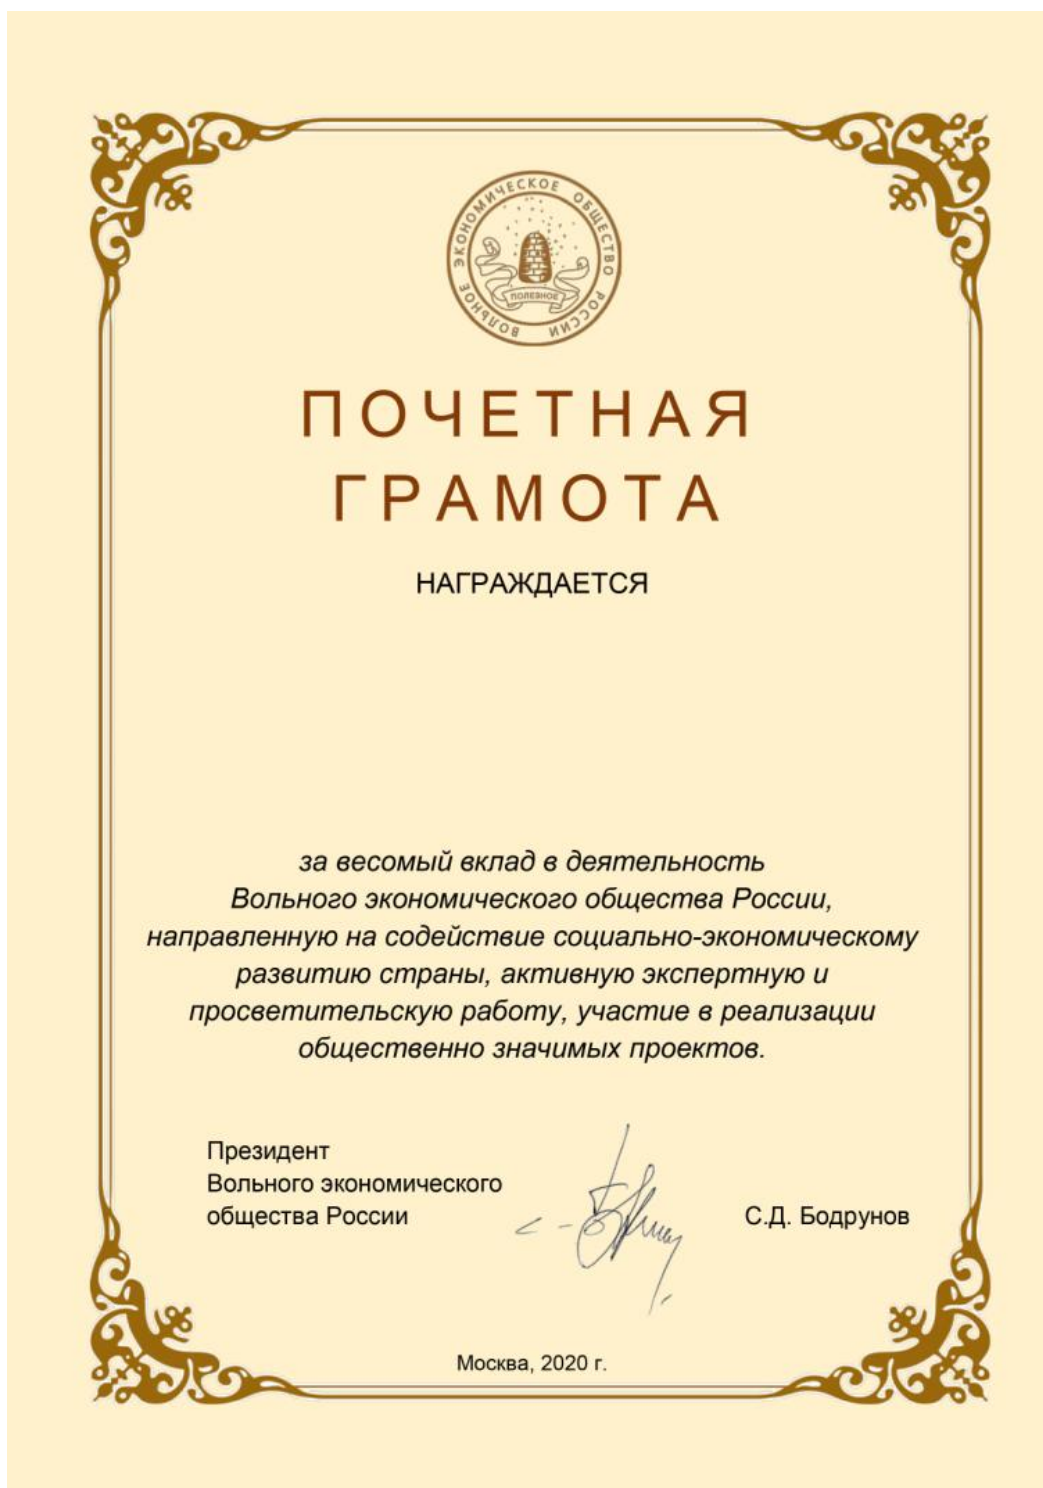 ВОЛЬНОЕ ЭКОНОМИЧЕСКОЕ ОБЩЕСТВО РОССИИ
ПОЛЕЗНОЕ
ПОЧЕТНАЯ
ГРАМОТА
НАГРАЖДАЕТСЯ
за весомый вклад в деятельность
Вольного экономического общества России,
направленную на содействие социально-экономическому
развитию страны, активную экспертную и
просветительскую работу, участие в реализации
общественно значимых проектов.
Президент
Вольного экономического
общества России
С.Д. Бодрунов
Москва, 2020 г.